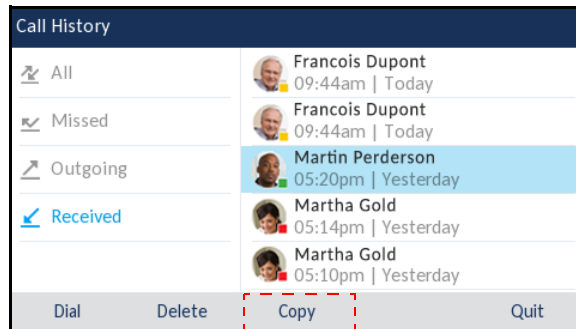 Call History
All
Missed
Outgoing
Received
Francois Dupont
09:44am | Today
Francois Dupont
09:44am | Today
Martin Perderson
05:20pm | Yesterday
Martha Gold
05:14pm | Yesterday
Martha Gold
05:10pm | Yesterday
Dial Delete Copy Quit